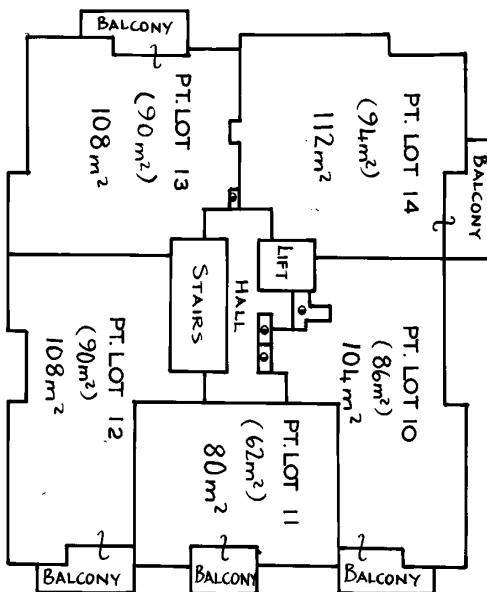 BALCONY
PT. LOT 13
(90m²)
108m²
PT. LOT 14
(94m²)
112m²
BALCONY
LIFT
HALL
STAIRS
PT. LOT 12
(90m²)
108m²
PT. LOT 11
(62m²)
80m²
PT. LOT 10
(86m²)
104m²
BALCONY
BALCONY
BALCONY